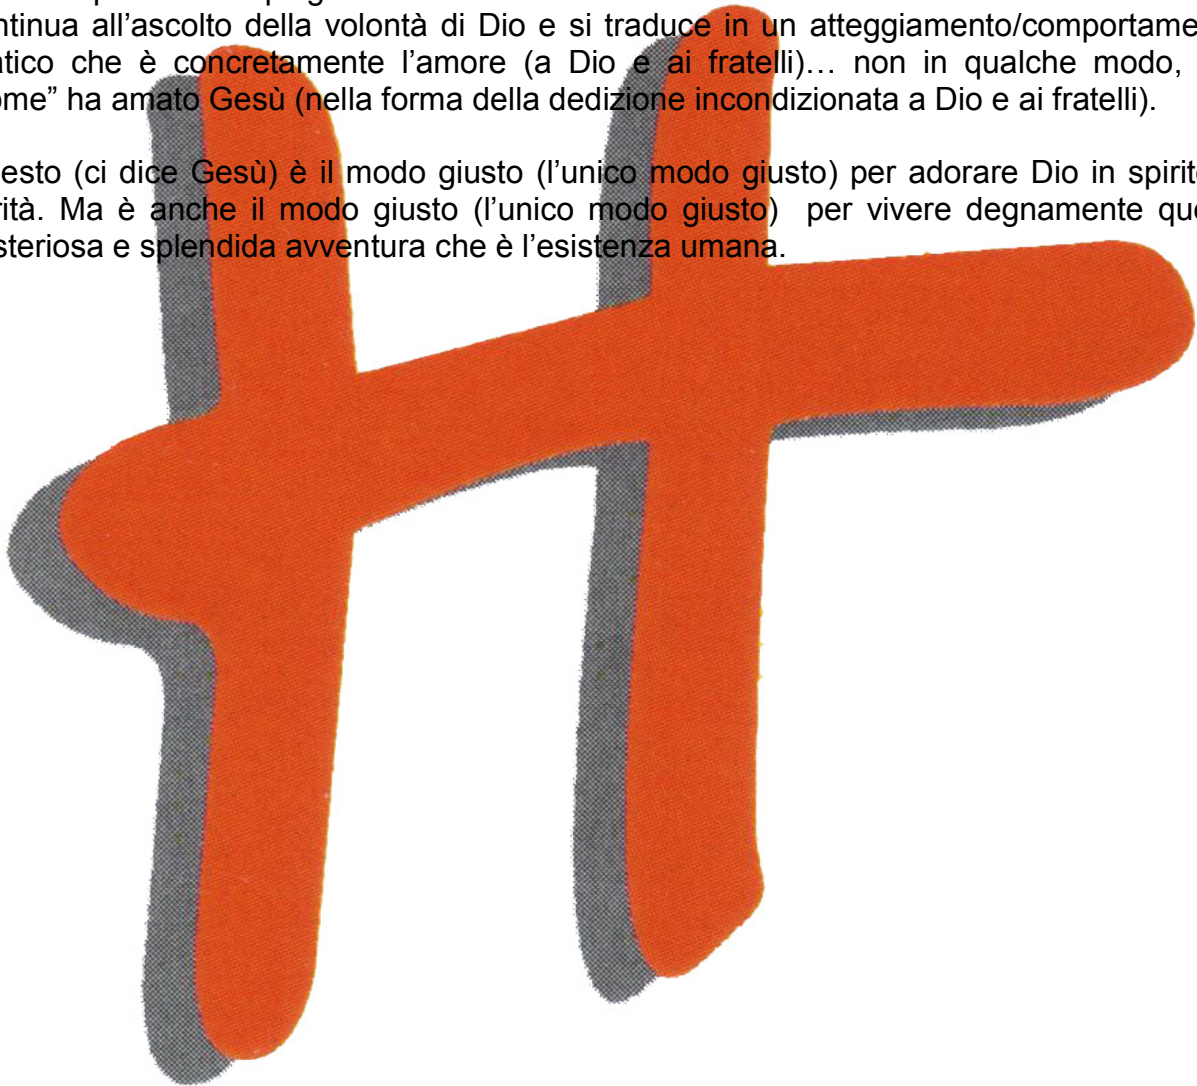 ntinua all’ascolto della volontà di Dio e si traduce in un atteggiamento/comportame
atico che è concretamente l’amore (a Dio e ai fratelli)… non in qualche modo,
ome” ha amato Gesù (nella forma della dedizione incondizionata a Dio e ai fratelli).
esto (ci dice Gesù) è il modo giusto (l’unico modo giusto) per adorare Dio in spirito
rità. Ma è anche il modo giusto (l’unico modo giusto) per vivere degnamente que
steriosa e splendida avventura che è l’esistenza umana.